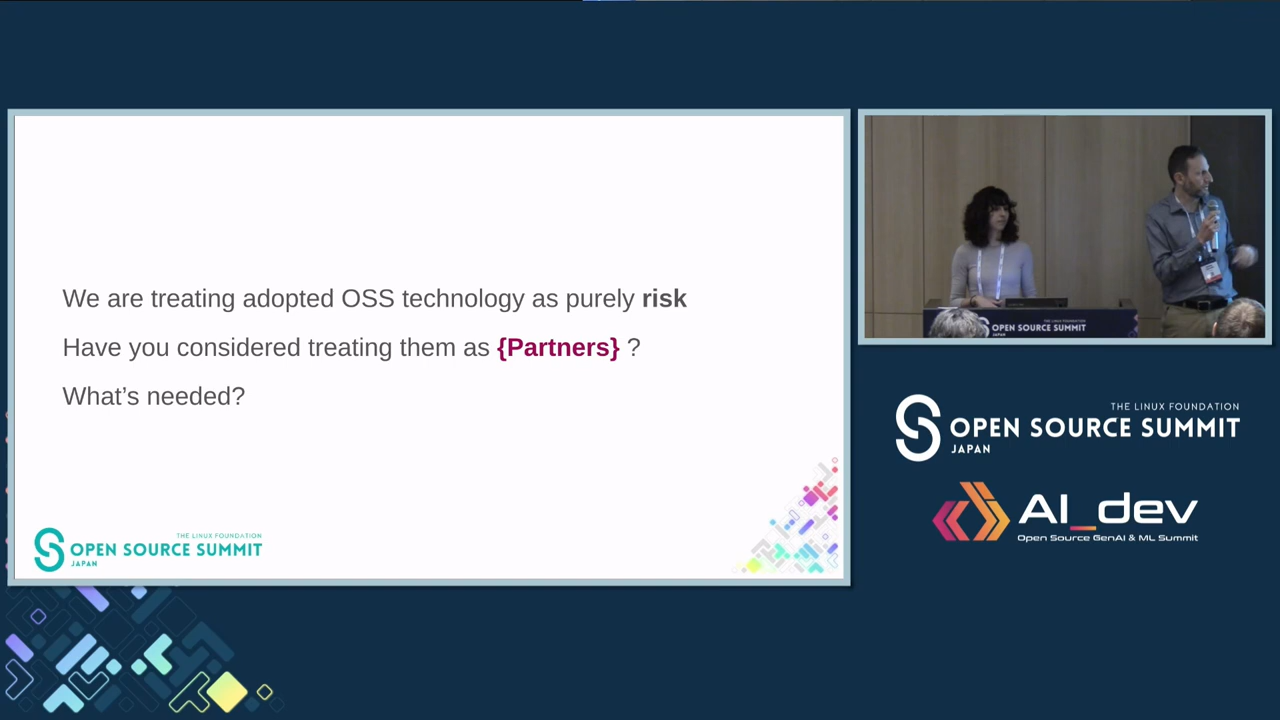 We are treating adopted OSS technology as purely risk
Have you considered treating them as {Partners} ?
What’s needed?
THE LINUX FOUNDATION
OPEN SOURCE SUMMIT
JAPAN
OPEN SOURCE SUMMIT
JAPAN
THE LINUX FOUNDATION
OPEN SOURCE SUMMIT
JAPAN
AI_dev
Open Source GenAI & ML Summit